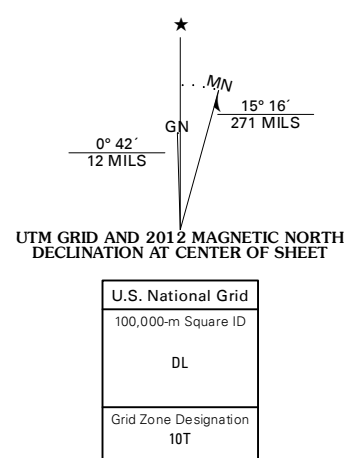 ★
MN
GN
15° 16´
271 MILS
0° 42´
12 MILS
UTM GRID AND 2012 MAGNETIC NORTH
DECLINATION AT CENTER OF SHEET
U.S. National Grid
100,000-m Square ID
DL
Grid Zone Designation
10T